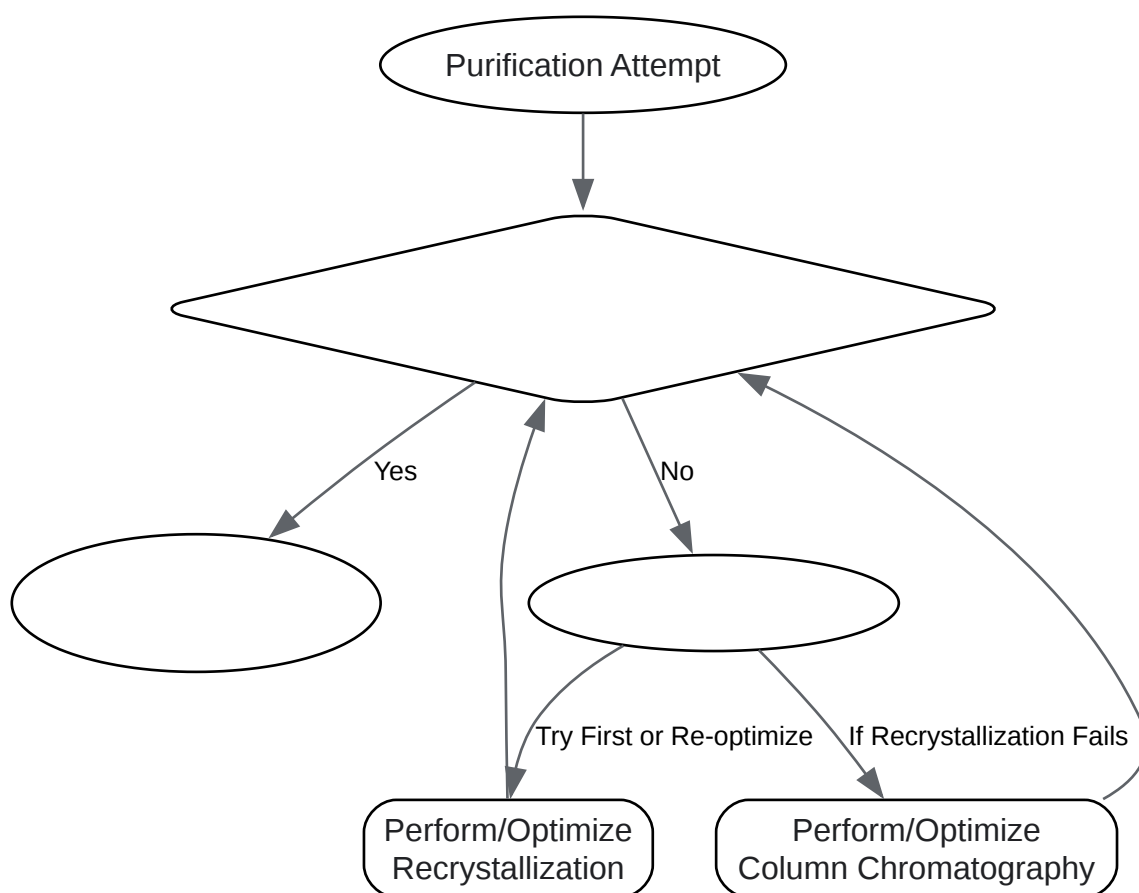 Purification Attempt
Yes
No
Try First or Re-optimize
If Recrystallization Fails
Perform/Optimize
Recrystallization
Perform/Optimize
Column Chromatography